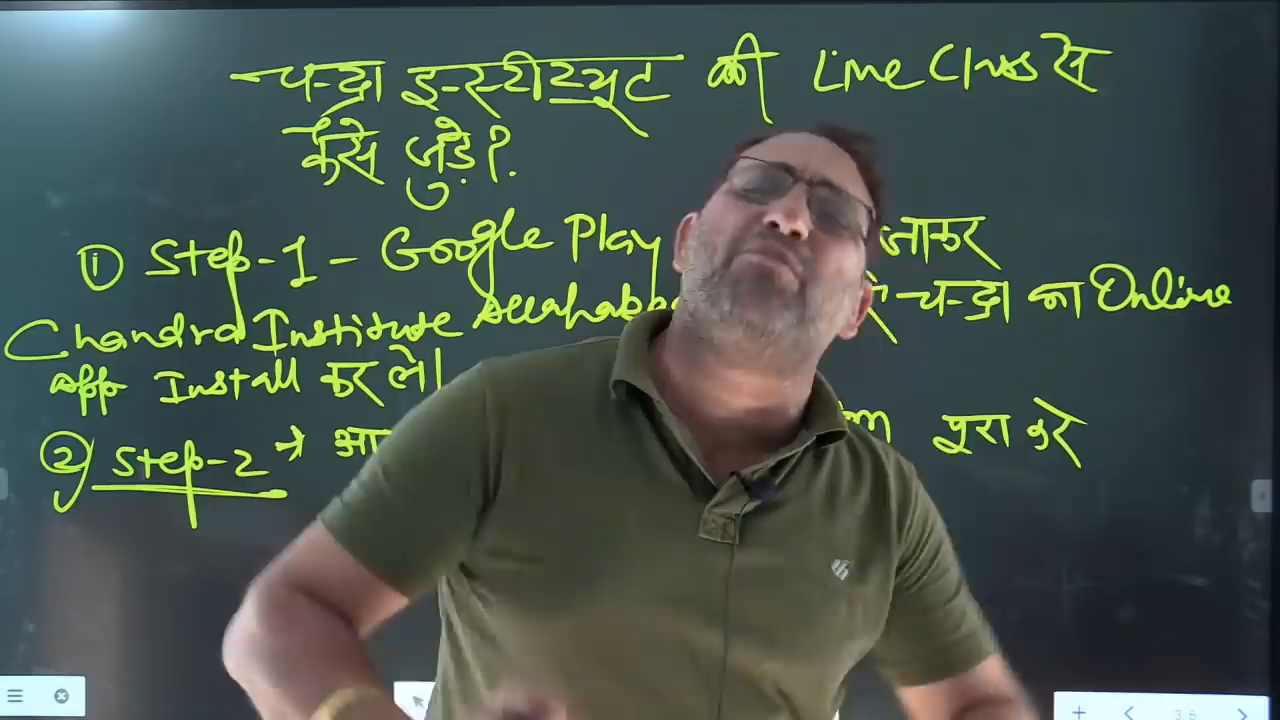 चन्द्रा इन्स्टीट्यूट की Live Class से
कैसे जुड़े?
① Step-1 - Google Play जाकर
Chandra Institute चन्द्रा का Online
app Install कर ले।
② Step-2 → पूरा करे